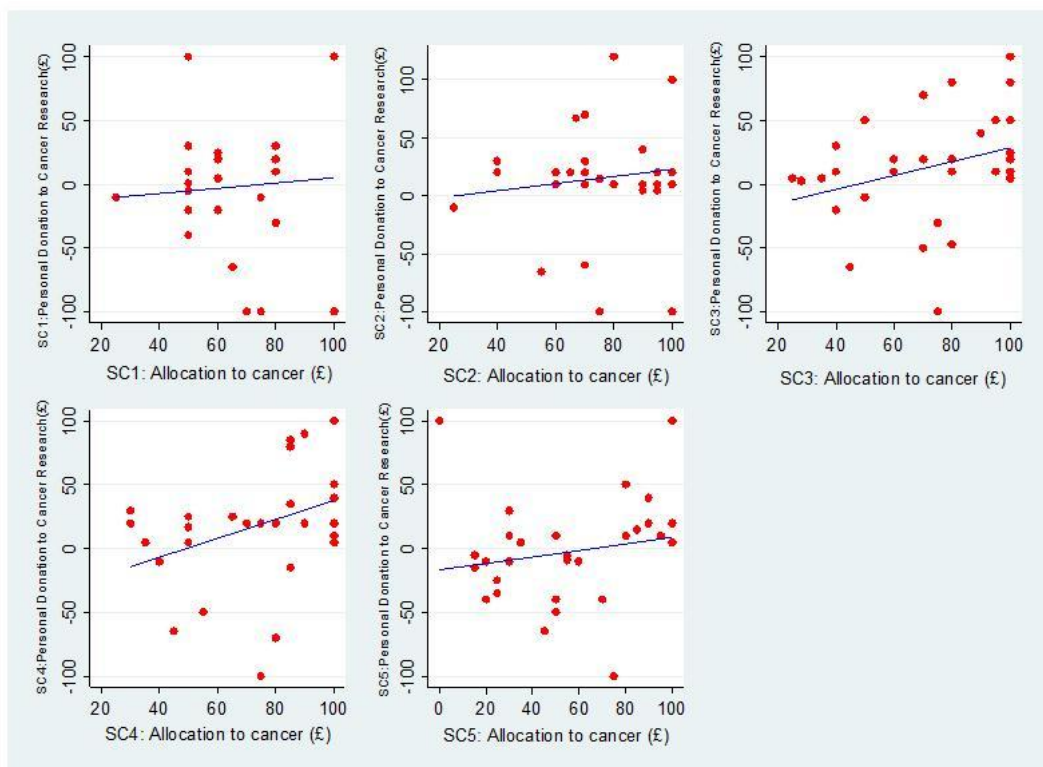 SC1:Personal Donation to Cancer Research(£)
100
50
0
-50
-100
20 40 60 80 100
SC1: Allocation to cancer (£)
SC2:Personal Donation to Cancer Research(£)
100
50
0
-50
-100
20 40 60 80 100
SC2: Allocation to cancer (£)
SC3:Personal Donation to Cancer Research(£)
100
50
0
-50
-100
20 40 60 80 100
SC3: Allocation to cancer (£)
SC4:Personal Donation to Cancer Research(£)
100
50
0
-50
-100
20 40 60 80 100
SC4: Allocation to cancer (£)
SC5:Personal Donation to Cancer Research(£)
100
50
0
-50
-100
0 20 40 60 80 100
SC5: Allocation to cancer (£)